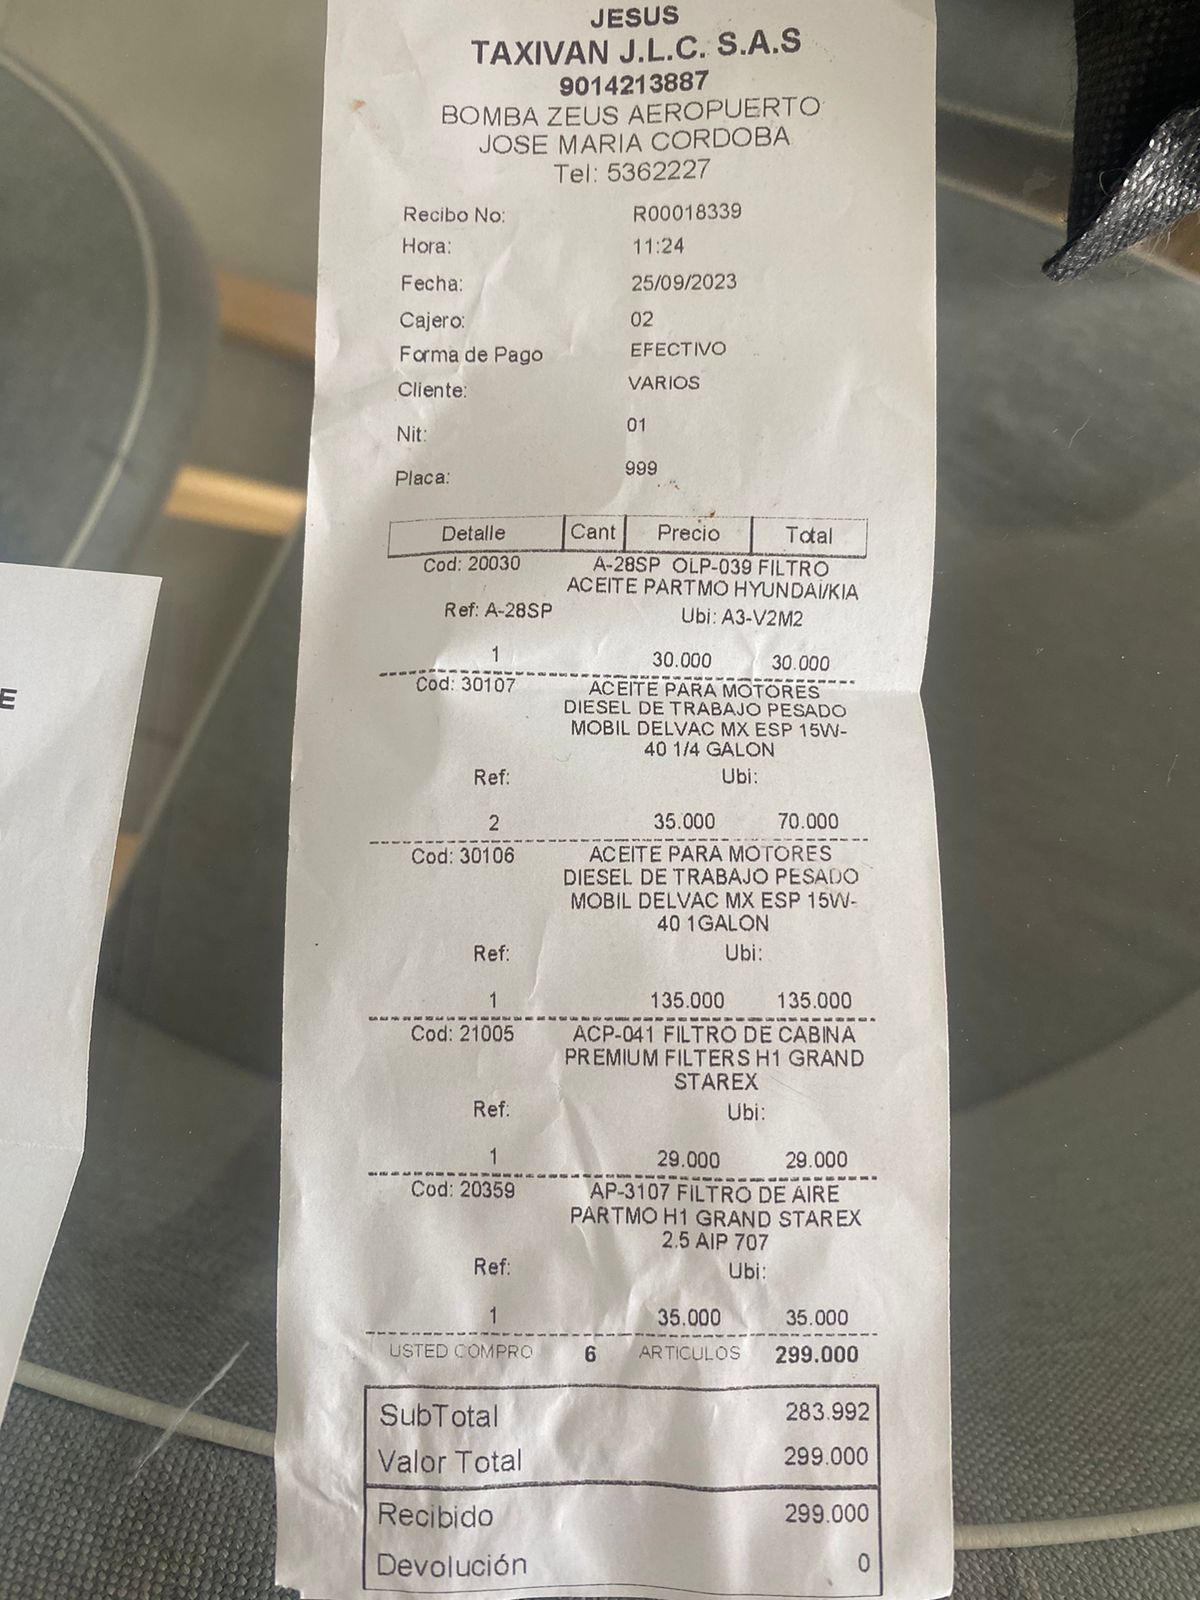 JESUS
TAXIVAN J.L.C. S.A.S
9014213887
BOMBA ZEUS AEROPUERTO
JOSE MARIA CORDOBA
Tel: 5362227
Recibo No: R00018339
Hora: 11:24
Fecha: 25/09/2023
Cajero: 02
Forma de Pago EFECTIVO
Cliente: VARIOS
Nit: 01
Placa: 999
Detalle Cant Precio Total
Cod: 20030 A-28SP OLP-039 FILTRO
ACEITE PARTMO HYUNDAI/KIA
Ref: A-28SP Ubi: A3-V2M2
1 30.000 30.000
Cod: 30107 ACEITE PARA MOTORES
DIESEL DE TRABAJO PESADO
MOBIL DELVAC MX ESP 15W-
40 1/4 GALON
Ref: Ubi:
2 35.000 70.000
Cod: 30106 ACEITE PARA MOTORES
DIESEL DE TRABAJO PESADO
MOBIL DELVAC MX ESP 15W-
40 1GALON
Ref: Ubi:
1 135.000 135.000
Cod: 21005 ACP-041 FILTRO DE CABINA
PREMIUM FILTERS H1 GRAND
STAREX
Ref: Ubi:
1 29.000 29.000
Cod: 20359 AP-3107 FILTRO DE AIRE
PARTMO H1 GRAND STAREX
2.5 AIP 707
Ref: Ubi:
1 35.000 35.000
USTED COMPRO 6 ARTICULOS 299.000
SubTotal 283.992
Valor Total 299.000
Recibido 299.000
Devolución 0
E